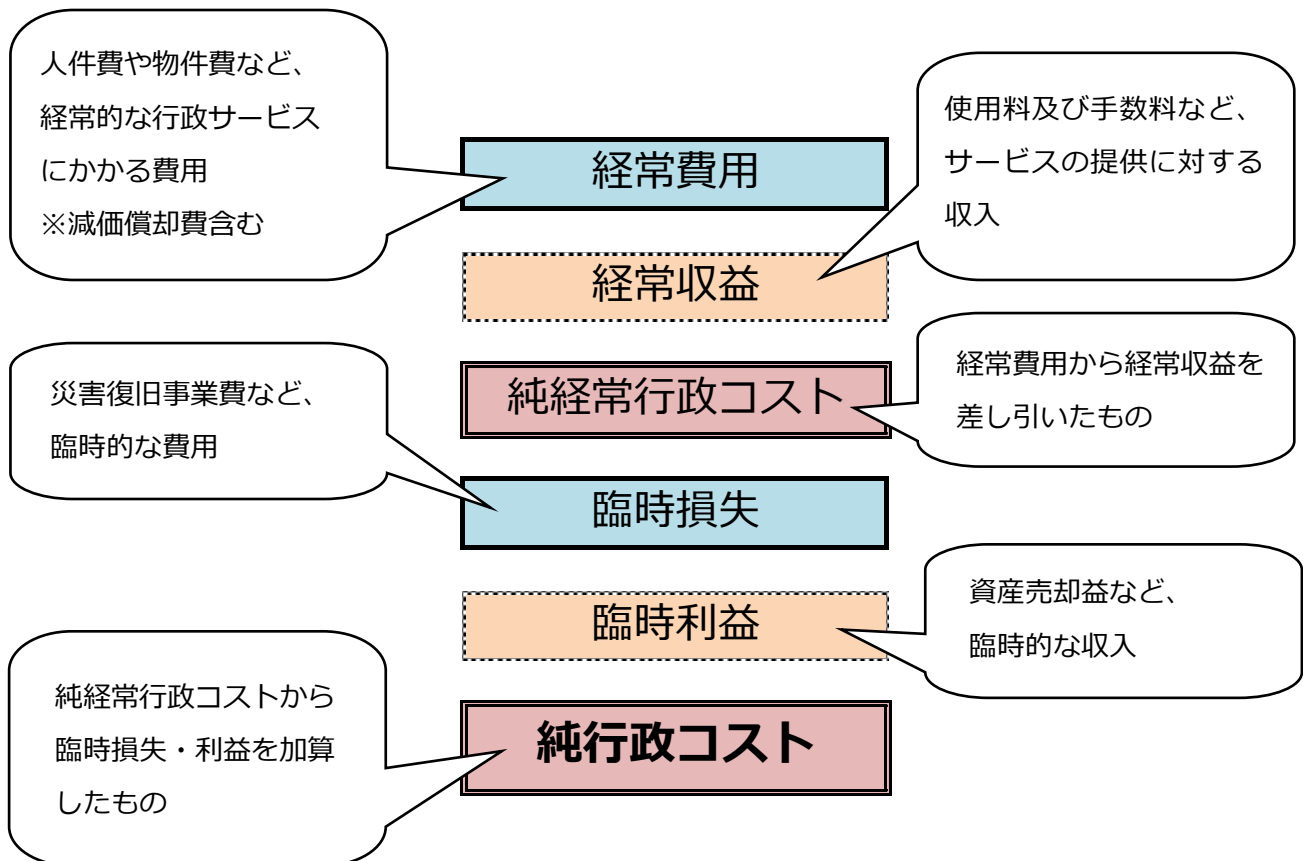 人件費や物件費など、
経常的な行政サービス
にかかる費用
※減価償却費含む
経常費用
使用料及び手数料など、
サービスの提供に対する
収入
経常収益
純経常行政コスト
経常費用から経常収益を
差し引いたもの
災害復旧事業費など、
臨時的な費用
臨時損失
臨時利益
資産売却益など、
臨時的な収入
純経常行政コストから
臨時損失・利益を加算
したもの
純行政コスト